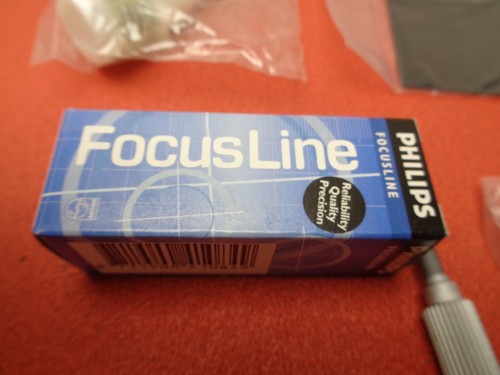 FocusLine
Reliability
Quality
Precision
PHILIPS
FOCUSLINE